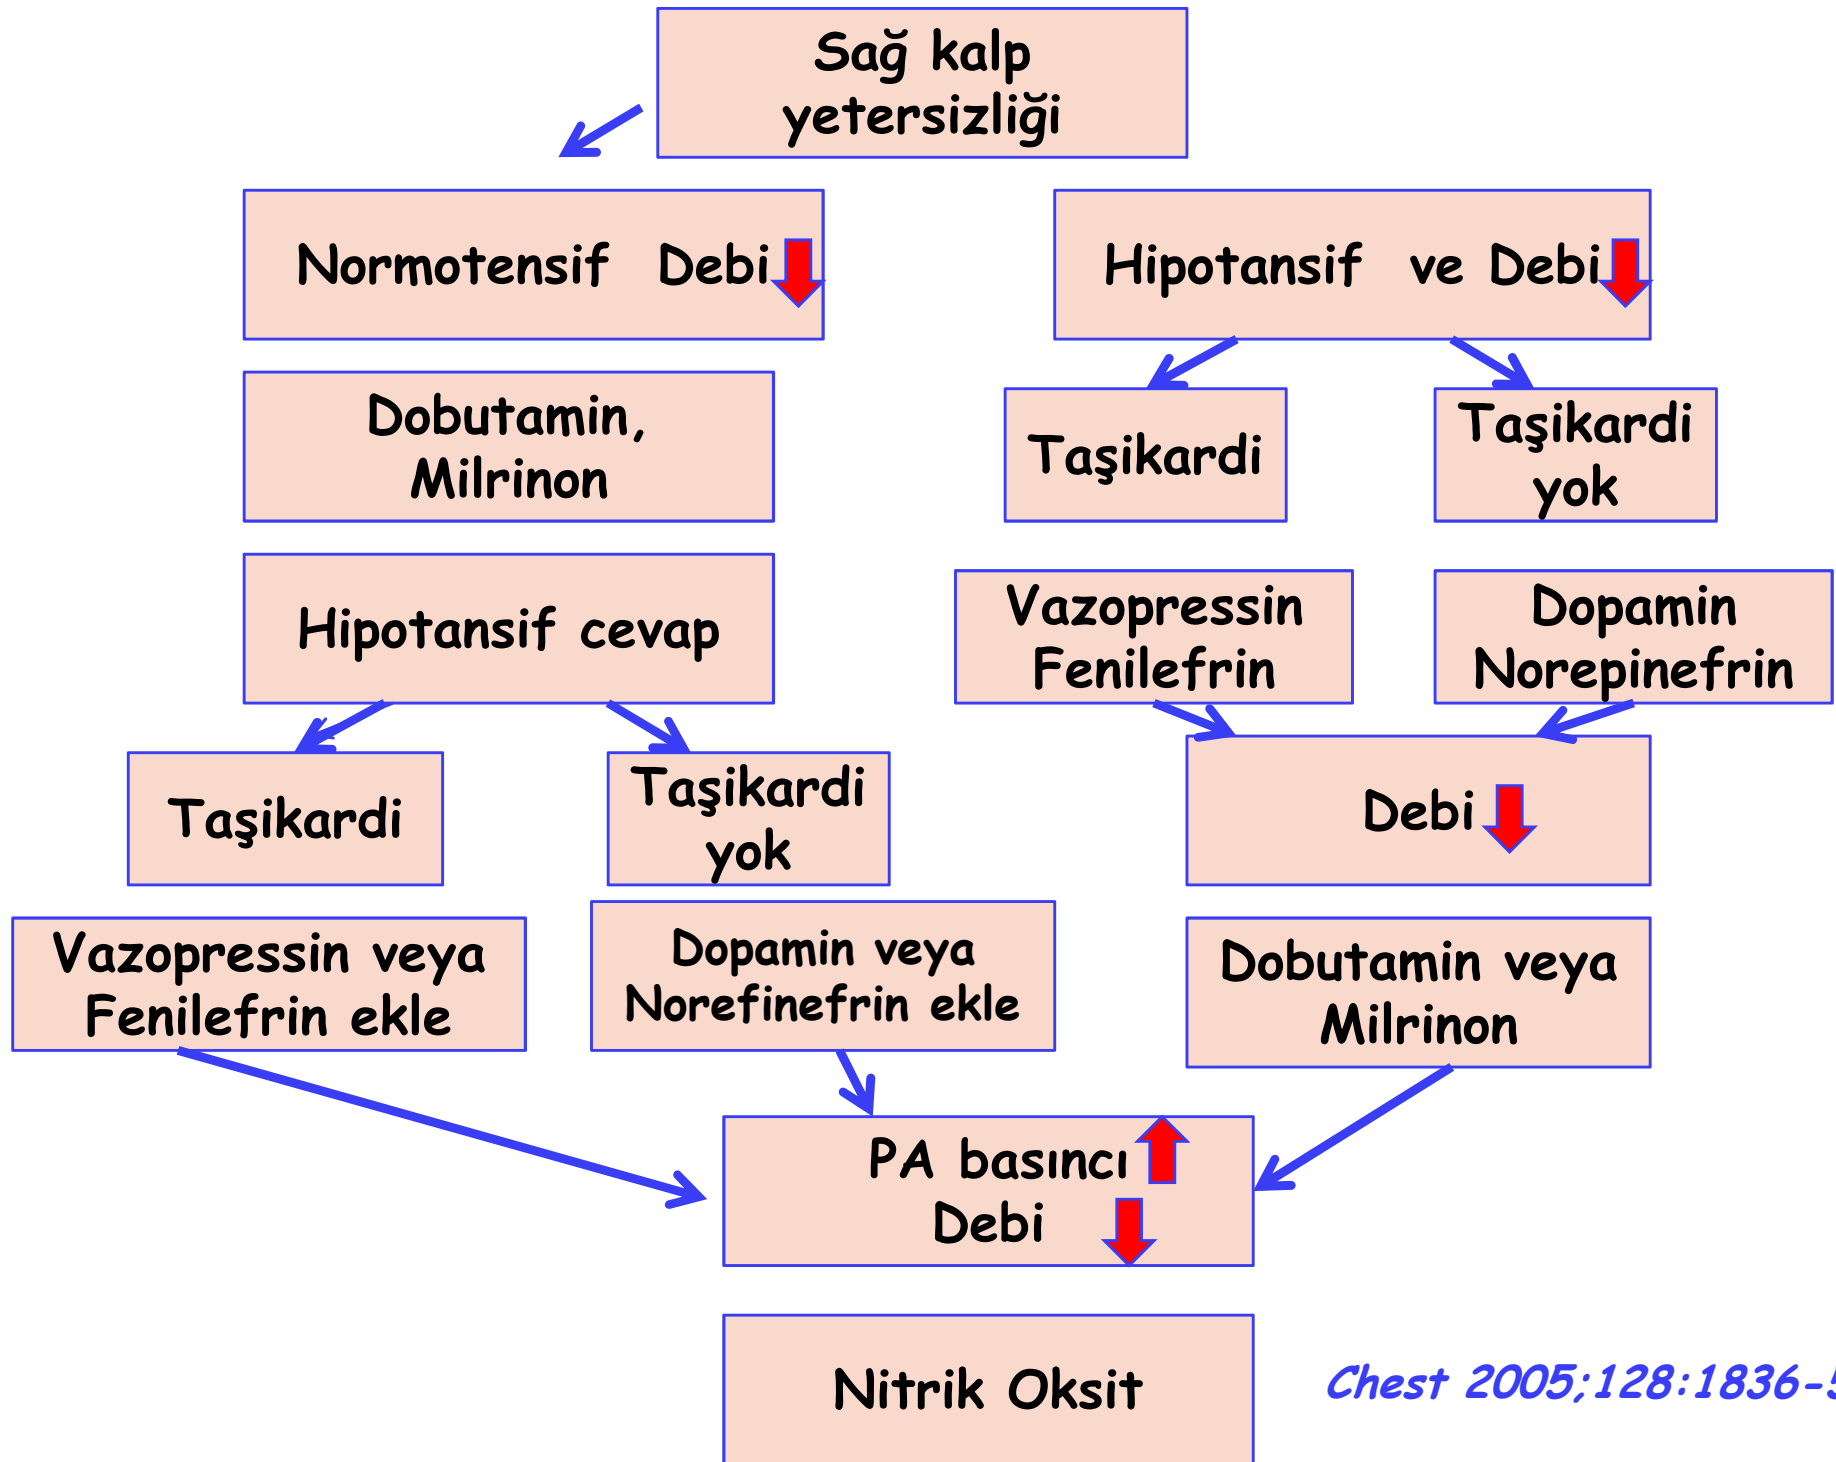 Sağ kalp
yetersizliği
Normotensif Debi
Hipotansif ve Debi
Dobutamin,
Milrinon
Taşikardi
Taşikardi
yok
Hipotansif cevap
Vazopressin
Fenilefrin
Dopamin
Norepinefrin
Taşikardi
Taşikardi
yok
Debi
Vazopressin veya
Fenilefrin ekle
Dopamin veya
Norefinefrin ekle
Dobutamin veya
Milrinon
PA basıncı
Debi
Nitrik Oksit
Chest 2005;128:1836-5